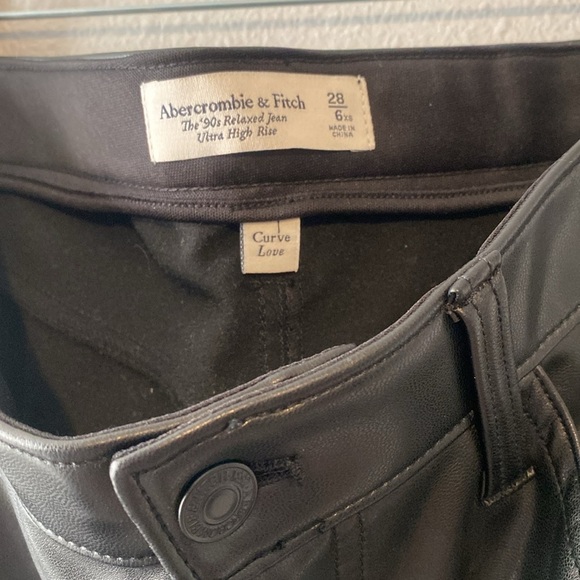 Abercrombie & Fitch
The '90s Relaxed Jean
Ultra High Rise
28
6XS
MADE IN
CHINA
Curve
Love